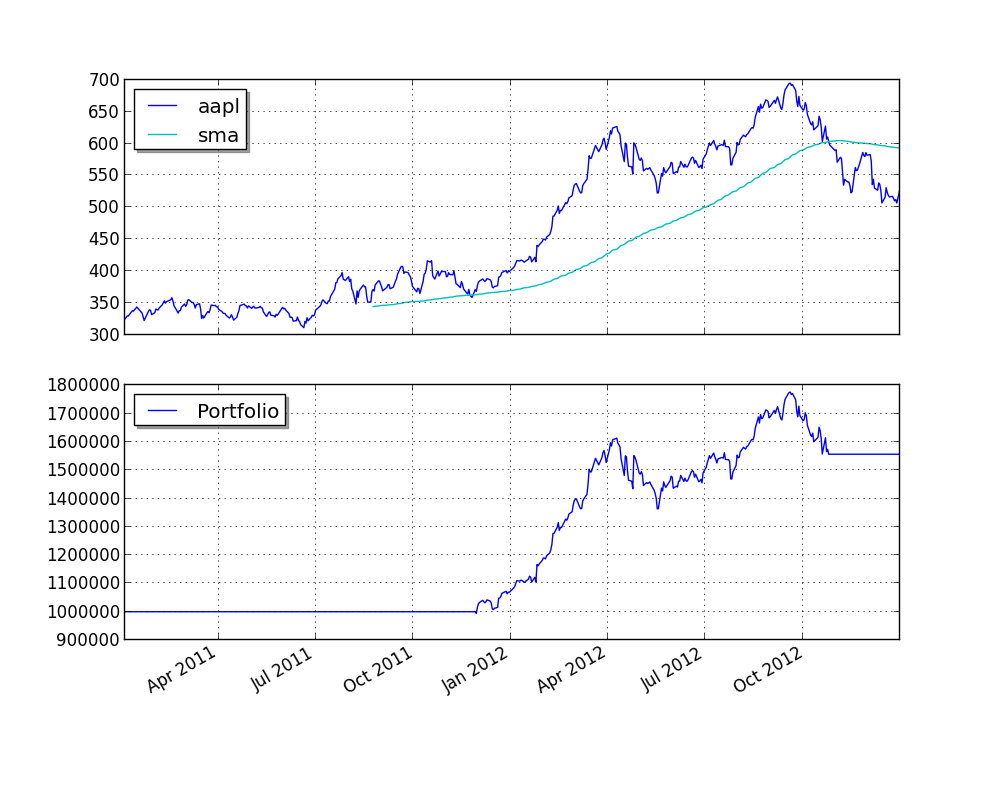 700
650
600
550
500
450
400
350
300
aapl
sma
1800000
1700000
1600000
1500000
1400000
1300000
1200000
1100000
1000000
900000
Portfolio
Apr 2011
Jul 2011
Oct 2011
Jan 2012
Apr 2012
Jul 2012
Oct 2012